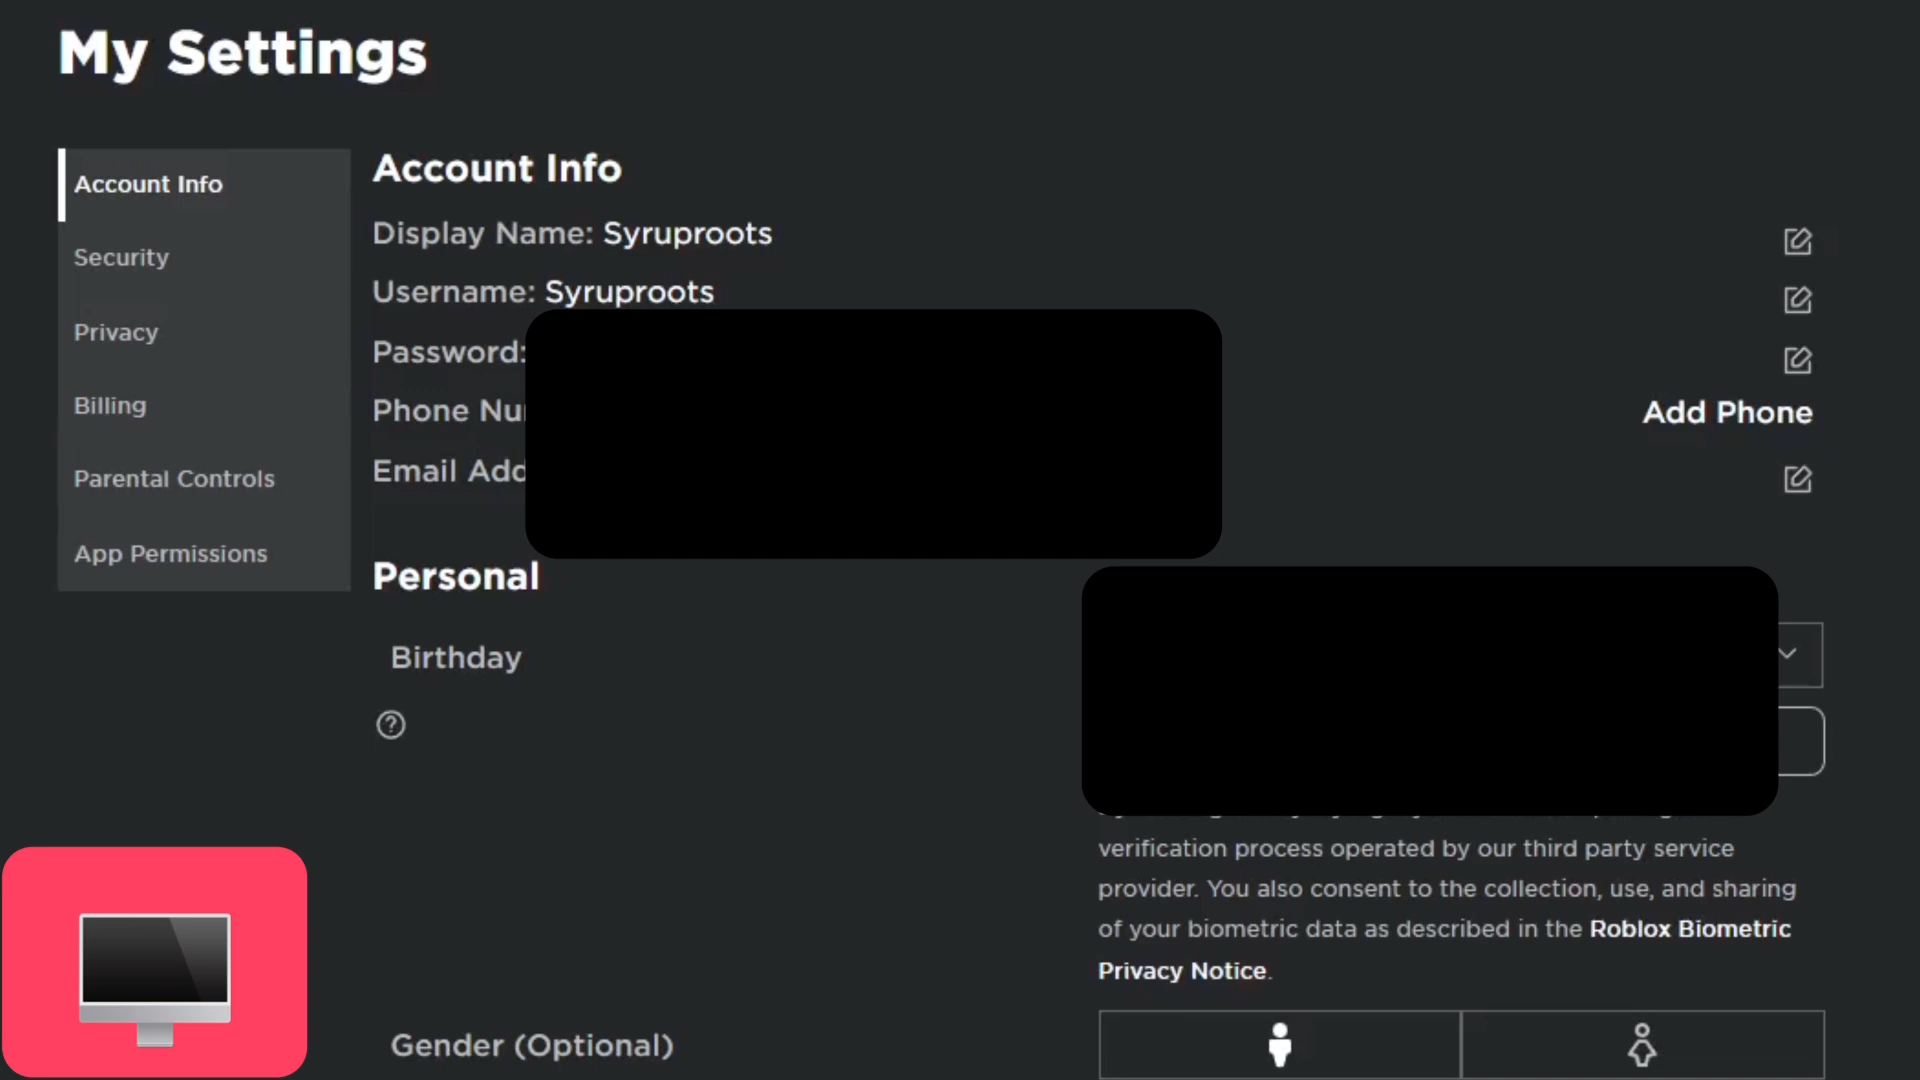 My Settings
Account Info
Security
Privacy
Billing
Parental Controls
App Permissions
Account Info
Display Name: Syruproots
Username: Syruproots
Password:
Phone
Add Phone
Email
Personal
Birthday
verification process operated by our third party service
provider. You also consent to the collection, use, and sharing
of your biometric data as described in the Roblox Biometric
Privacy Notice.
Gender (Optional)